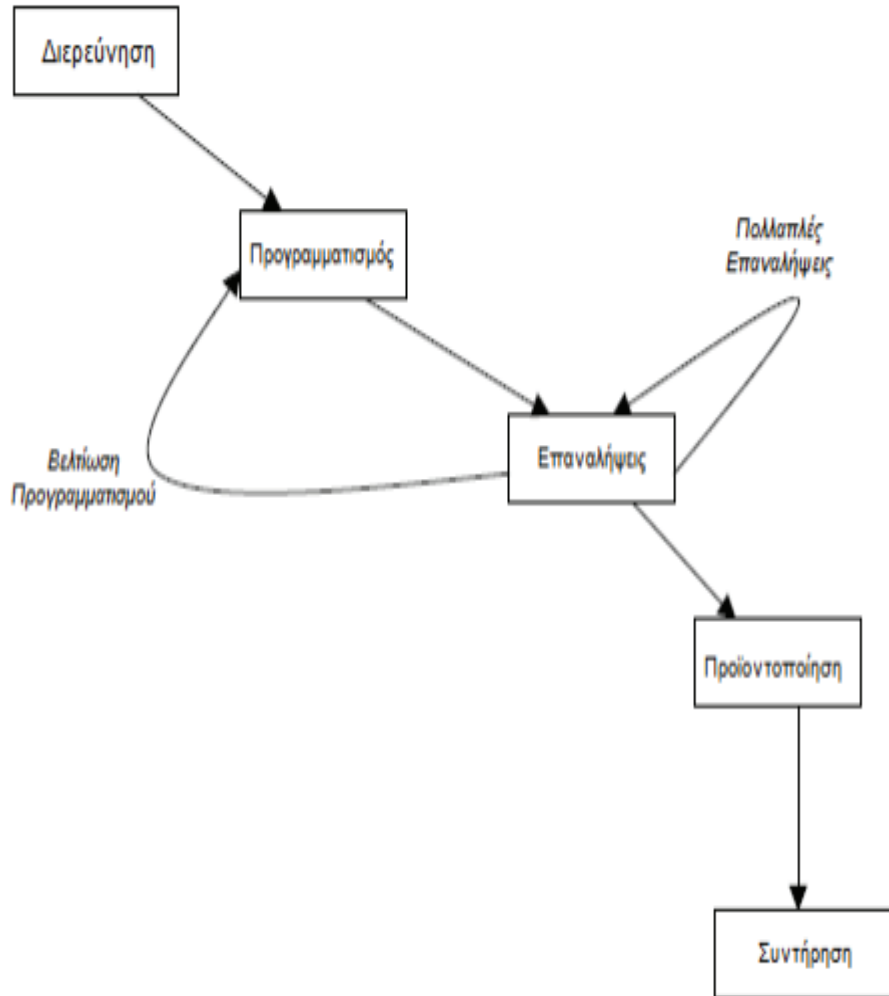 Διερεύνηση
Προγραμματισμός
Πολλαπλές
Επαναλήψεις
Επαναλήψεις
Βελτίωση
Προγραμματισμού
Προϊοντοποίηση
Συντήρηση